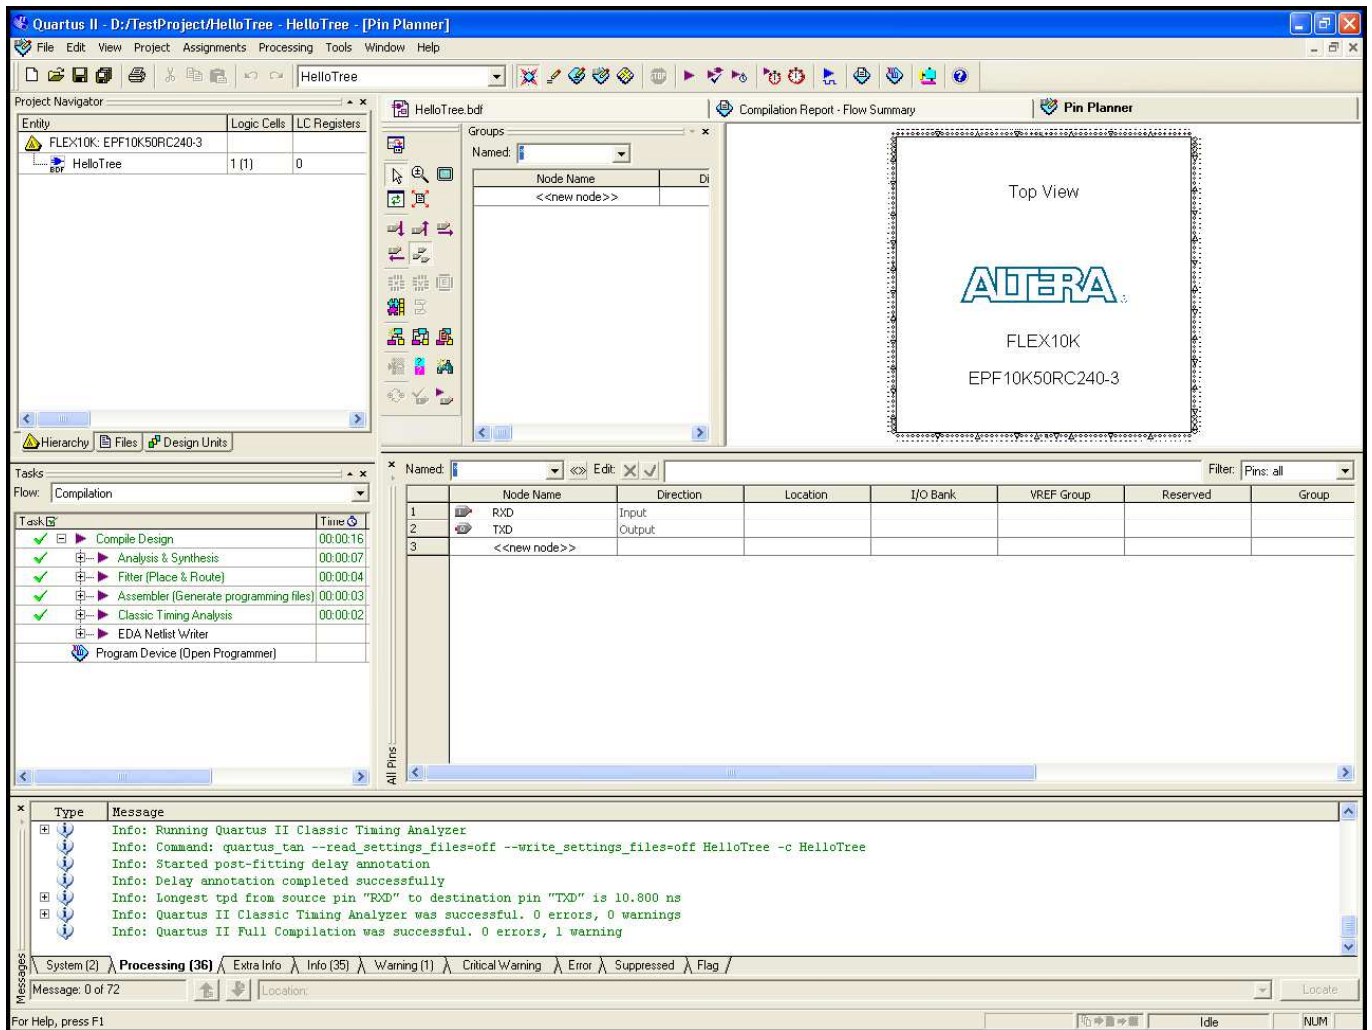 Quartus II - D:/TestProject/HelloTree - HelloTree - [Pin Planner]
File Edit View Project Assignments Processing Tools Window Help
HelloTree
Project Navigator
Entity Logic Cells LC Registers
FLEX10K: EPF10K50RC240-3
HelloTree 1 (1) 0
Hierarchy Files Design Units
HelloTree.bdf Compilation Report - Flow Summary Pin Planner
Groups
Named: *
Node Name Di
<<new node>>
Top View
ALTERA
FLEX10K
EPF10K50RC240-3
Tasks
Flow: Compilation
Task Time
Compile Design 00:00:16
Analysis & Synthesis 00:00:07
Fitter (Place & Route) 00:00:04
Assembler (Generate programming files) 00:00:03
Classic Timing Analysis 00:00:02
EDA Netlist Writer
Program Device (Open Programmer)
Named: * Edit: Filter: Pins: all
Node Name Direction Location I/O Bank VREF Group Reserved Group
1 RXD Input
2 TXD Output
3 <<new node>>
All Pins
Type Message
Info: Running Quartus II Classic Timing Analyzer
Info: Command: quartus_tan --read_settings_files=off --write_settings_files=off HelloTree -c HelloTree
Info: Started post-fitting delay annotation
Info: Delay annotation completed successfully
Info: Longest tpd from source pin "RXD" to destination pin "TXD" is 10.800 ns
Info: Quartus II Classic Timing Analyzer was successful. 0 errors, 0 warnings
Info: Quartus II Full Compilation was successful. 0 errors, 1 warning
System (2) Processing (36) Extra Info Info (35) Warning (1) Critical Warning Error Suppressed Flag
Messages
Message: 0 of 72 Location: Locate
For Help, press F1 Idle NUM